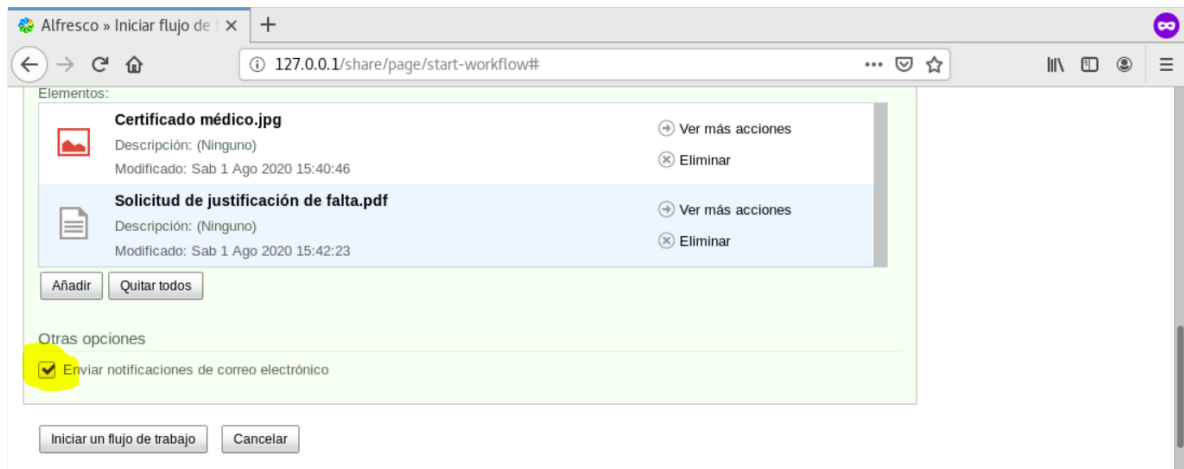 Alfresco » Iniciar flujo de t
127.0.0.1/share/page/start-workflow#
Elementos:
Certificado médico.jpg
Descripción: (Ninguno)
Modificado: Sab 1 Ago 2020 15:40:46
Ver más acciones
Eliminar
Solicitud de justificación de falta.pdf
Descripción: (Ninguno)
Modificado: Sab 1 Ago 2020 15:42:23
Ver más acciones
Eliminar
Añadir Quitar todos
Otras opciones
Enviar notificaciones de correo electrónico
Iniciar un flujo de trabajo Cancelar